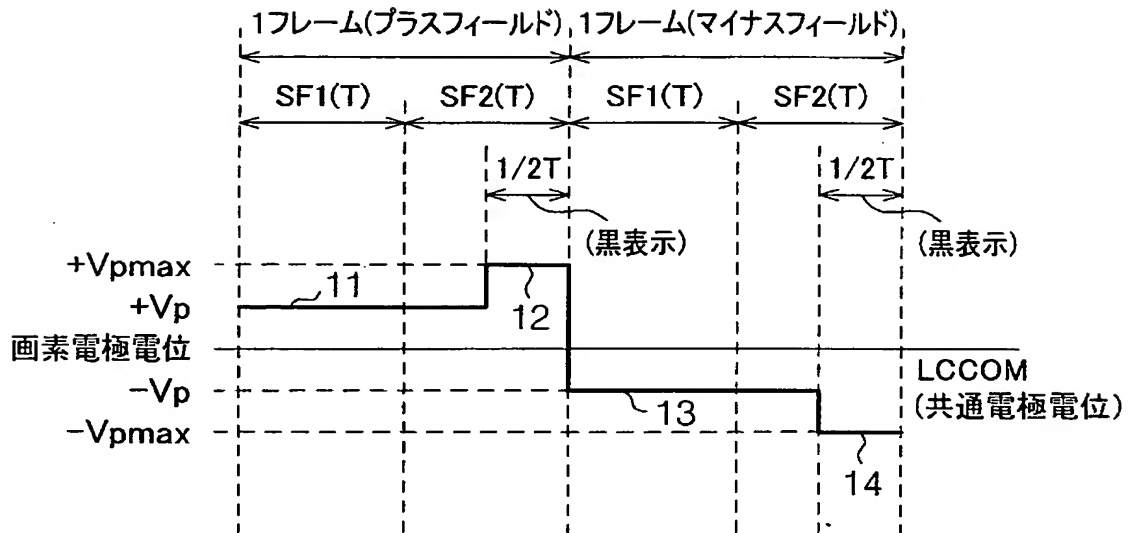 1フレーム(プラスフィールド) 1フレーム(マイナスフィールド)
SF1(T) SF2(T) SF1(T) SF2(T)
1/2T 1/2T
(黒表示) (黒表示)
+Vpmax
11
+Vp
12
画素電極電位
LCCOM
(共通電極電位)
−Vp
13
−Vpmax
14